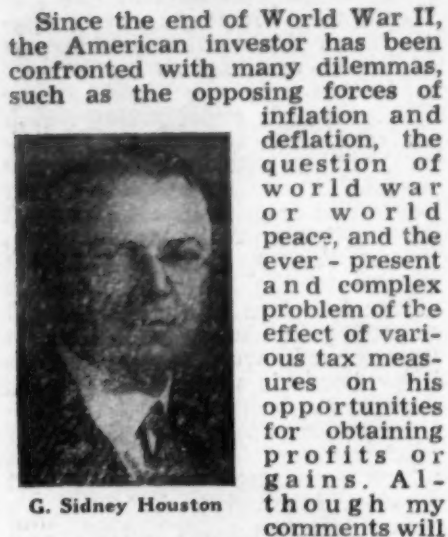 Since the end of World War II,
the American investor has been
confronted with many dilemmas,
such as the opposing forces of
inflation and
deflation, the
question of
world war
or world
peace, and the
ever - present
and complex
problem of the
effect of vari-
ous tax meas-
ures on his
opportunities
for obtaining
profits or
gains. Al-
though my
comments will
G. Sidney Houston